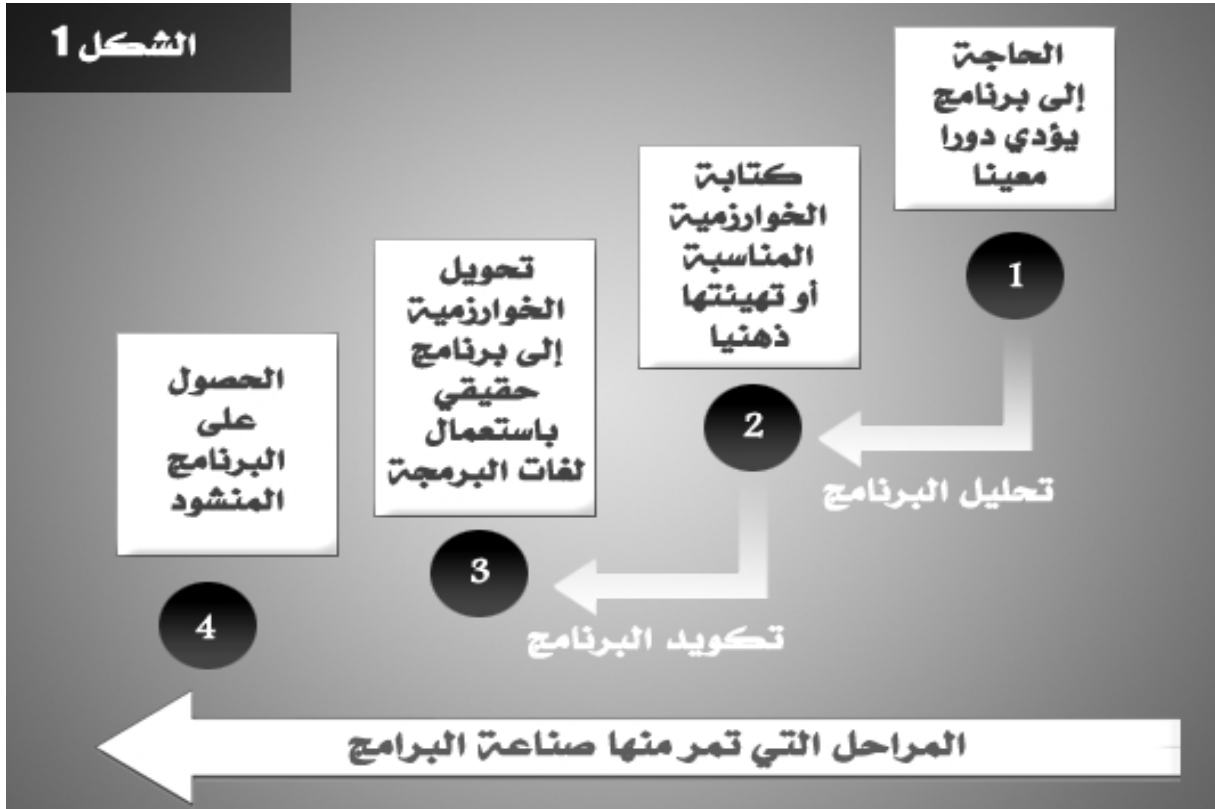 الشكل 1
الحاجة
إلى برنامج
يؤدي دورا
معينا
1
كتابة
الخوارزمية
المناسبة
أو تهيئتها
ذهنيا
2
تحليل البرنامج
تحويل
الخوارزمية
إلى برنامج
حقيقي
باستعمال
لغات البرمجة
3
تكويد البرنامج
الحصول
على
البرنامج
المنشود
4
المراحل التي تمر منها صناعة البرامج